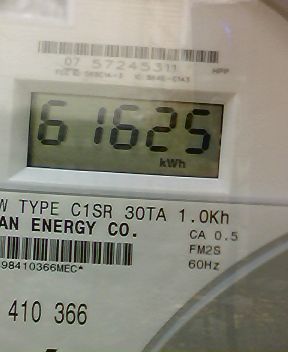 07 57245311
HPP
61625
kWh
W TYPE C1SR 30TA 1.0Kh
AN ENERGY CO.
CA 0.5
FM2S
98410366MEC*
60Hz
410 366